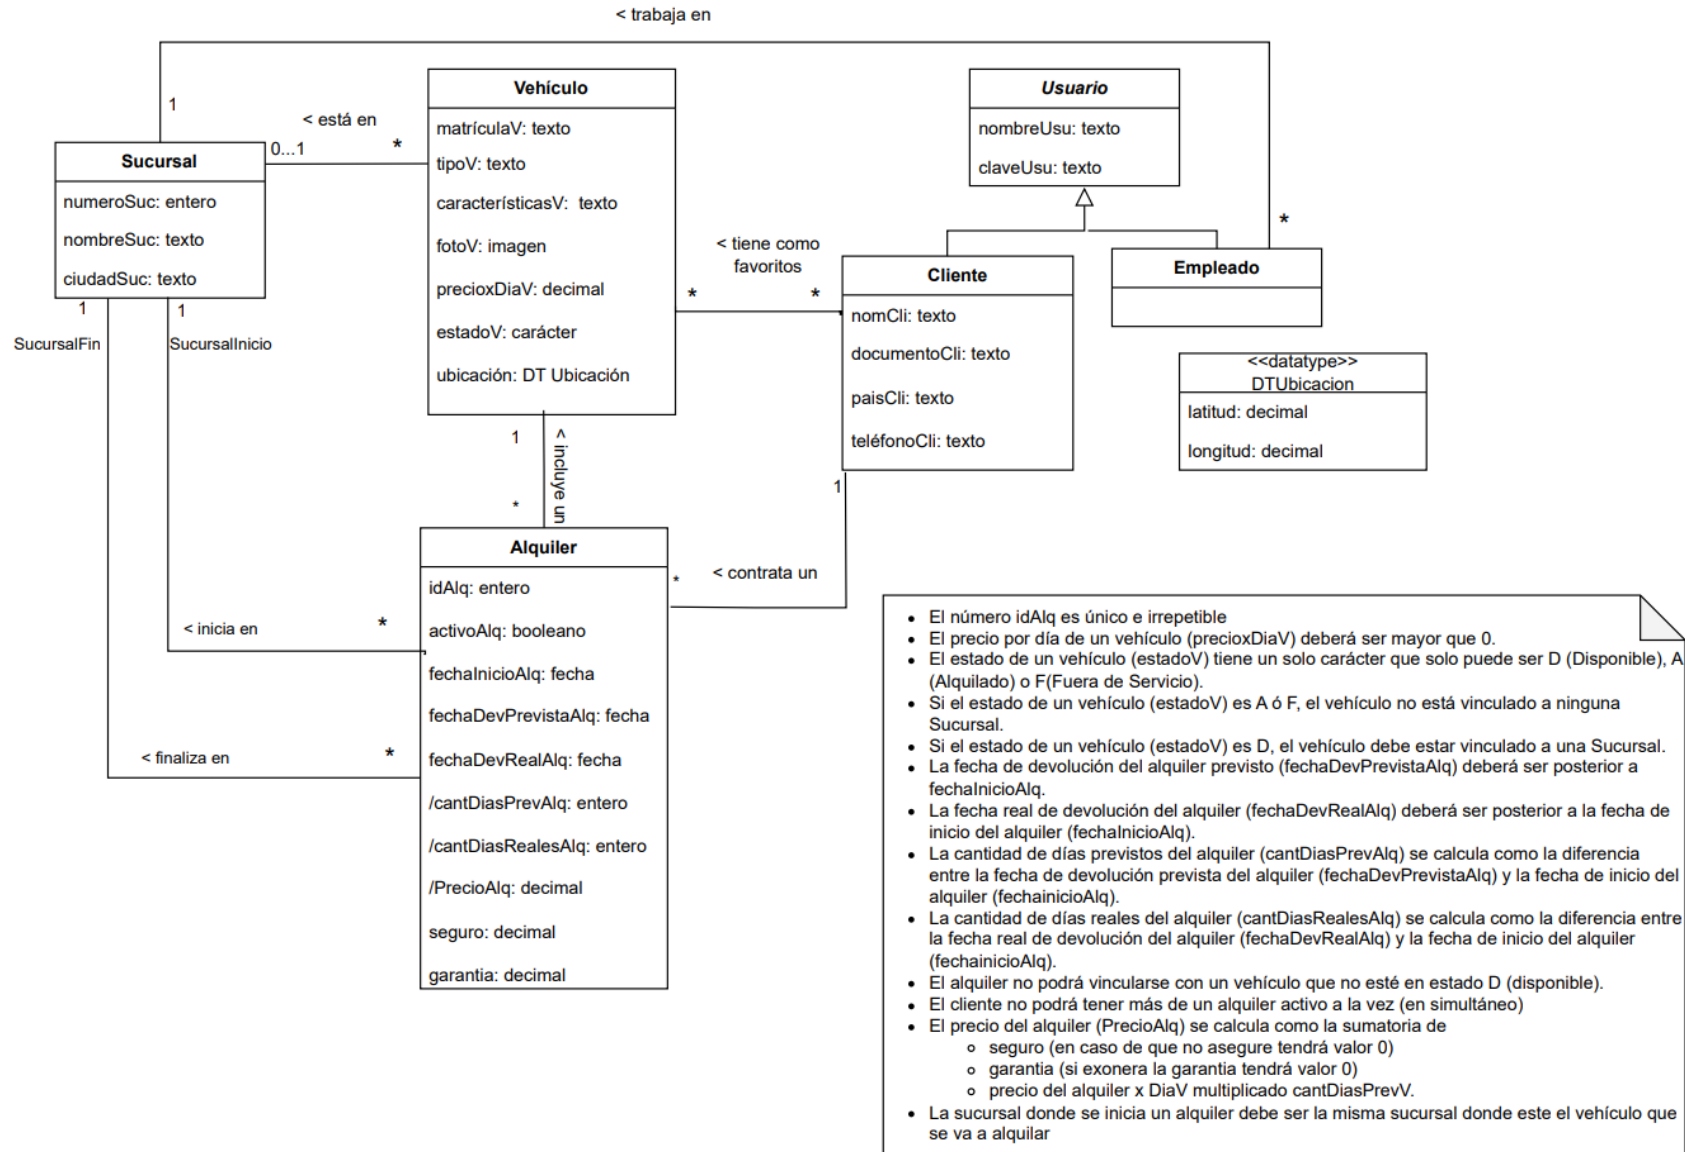 < trabaja en
Vehículo
matrículaV: texto
tipoV: texto
característicasV:  texto
fotoV: imagen
precioxDiaV: decimal
estadoV: carácter
ubicación: DT Ubicación
Usuario
nombreUsu: texto
claveUsu: texto
1
< está en
0...1
*
Sucursal
numeroSuc: entero
nombreSuc: texto
ciudadSuc: texto
*
< tiene como
favoritos
*
*
Cliente
nomCli: texto
documentoCli: texto
paisCli: texto
teléfonoCli: texto
Empleado
1
1
SucursalFin
SucursalInicio
<<datatype>>
DTUbicacion
latitud: decimal
longitud: decimal
1
< incluye un
*
1
Alquiler
idAlq: entero
activoAlq: booleano
fechaInicioAlq: fecha
fechaDevPrevistaAlq: fecha
fechaDevRealAlq: fecha
/cantDiasPrevAlq: entero
/cantDiasRealesAlq: entero
/PrecioAlq: decimal
seguro: decimal
garantia: decimal
*
< contrata un
< inicia en
*
< finaliza en
*
• El número idAlq es único e irrepetible
• El precio por día de un vehículo (precioxDiaV) deberá ser mayor que 0.
• El estado de un vehículo (estadoV) tiene un solo carácter que solo puede ser D (Disponible), A
(Alquilado) o F(Fuera de Servicio).
• Si el estado de un vehículo (estadoV) es A ó F, el vehículo no está vinculado a ninguna
Sucursal.
• Si el estado de un vehículo (estadoV) es D, el vehículo debe estar vinculado a una Sucursal.
• La fecha de devolución del alquiler previsto (fechaDevPrevistaAlq) deberá ser posterior a
fechaInicioAlq.
• La fecha real de devolución del alquiler (fechaDevRealAlq) deberá ser posterior a la fecha de
inicio del alquiler (fechaInicioAlq).
• La cantidad de días previstos del alquiler (cantDiasPrevAlq) se calcula como la diferencia
entre la fecha de devolución prevista del alquiler (fechaDevPrevistaAlq) y la fecha de inicio del
alquiler (fechainicioAlq).
• La cantidad de días reales del alquiler (cantDiasRealesAlq) se calcula como la diferencia entre
la fecha real de devolución del alquiler (fechaDevRealAlq) y la fecha de inicio del alquiler
(fechainicioAlq).
• El alquiler no podrá vincularse con un vehículo que no esté en estado D (disponible).
• El cliente no podrá tener más de un alquiler activo a la vez (en simultáneo)
• El precio del alquiler (PrecioAlq) se calcula como la sumatoria de
◦ seguro (en caso de que no asegure tendrá valor 0)
◦ garantia (si exonera la garantia tendrá valor 0)
◦ precio del alquiler x DiaV multiplicado cantDiasPrevV.
• La sucursal donde se inicia un alquiler debe ser la misma sucursal donde este el vehículo que
se va a alquilar